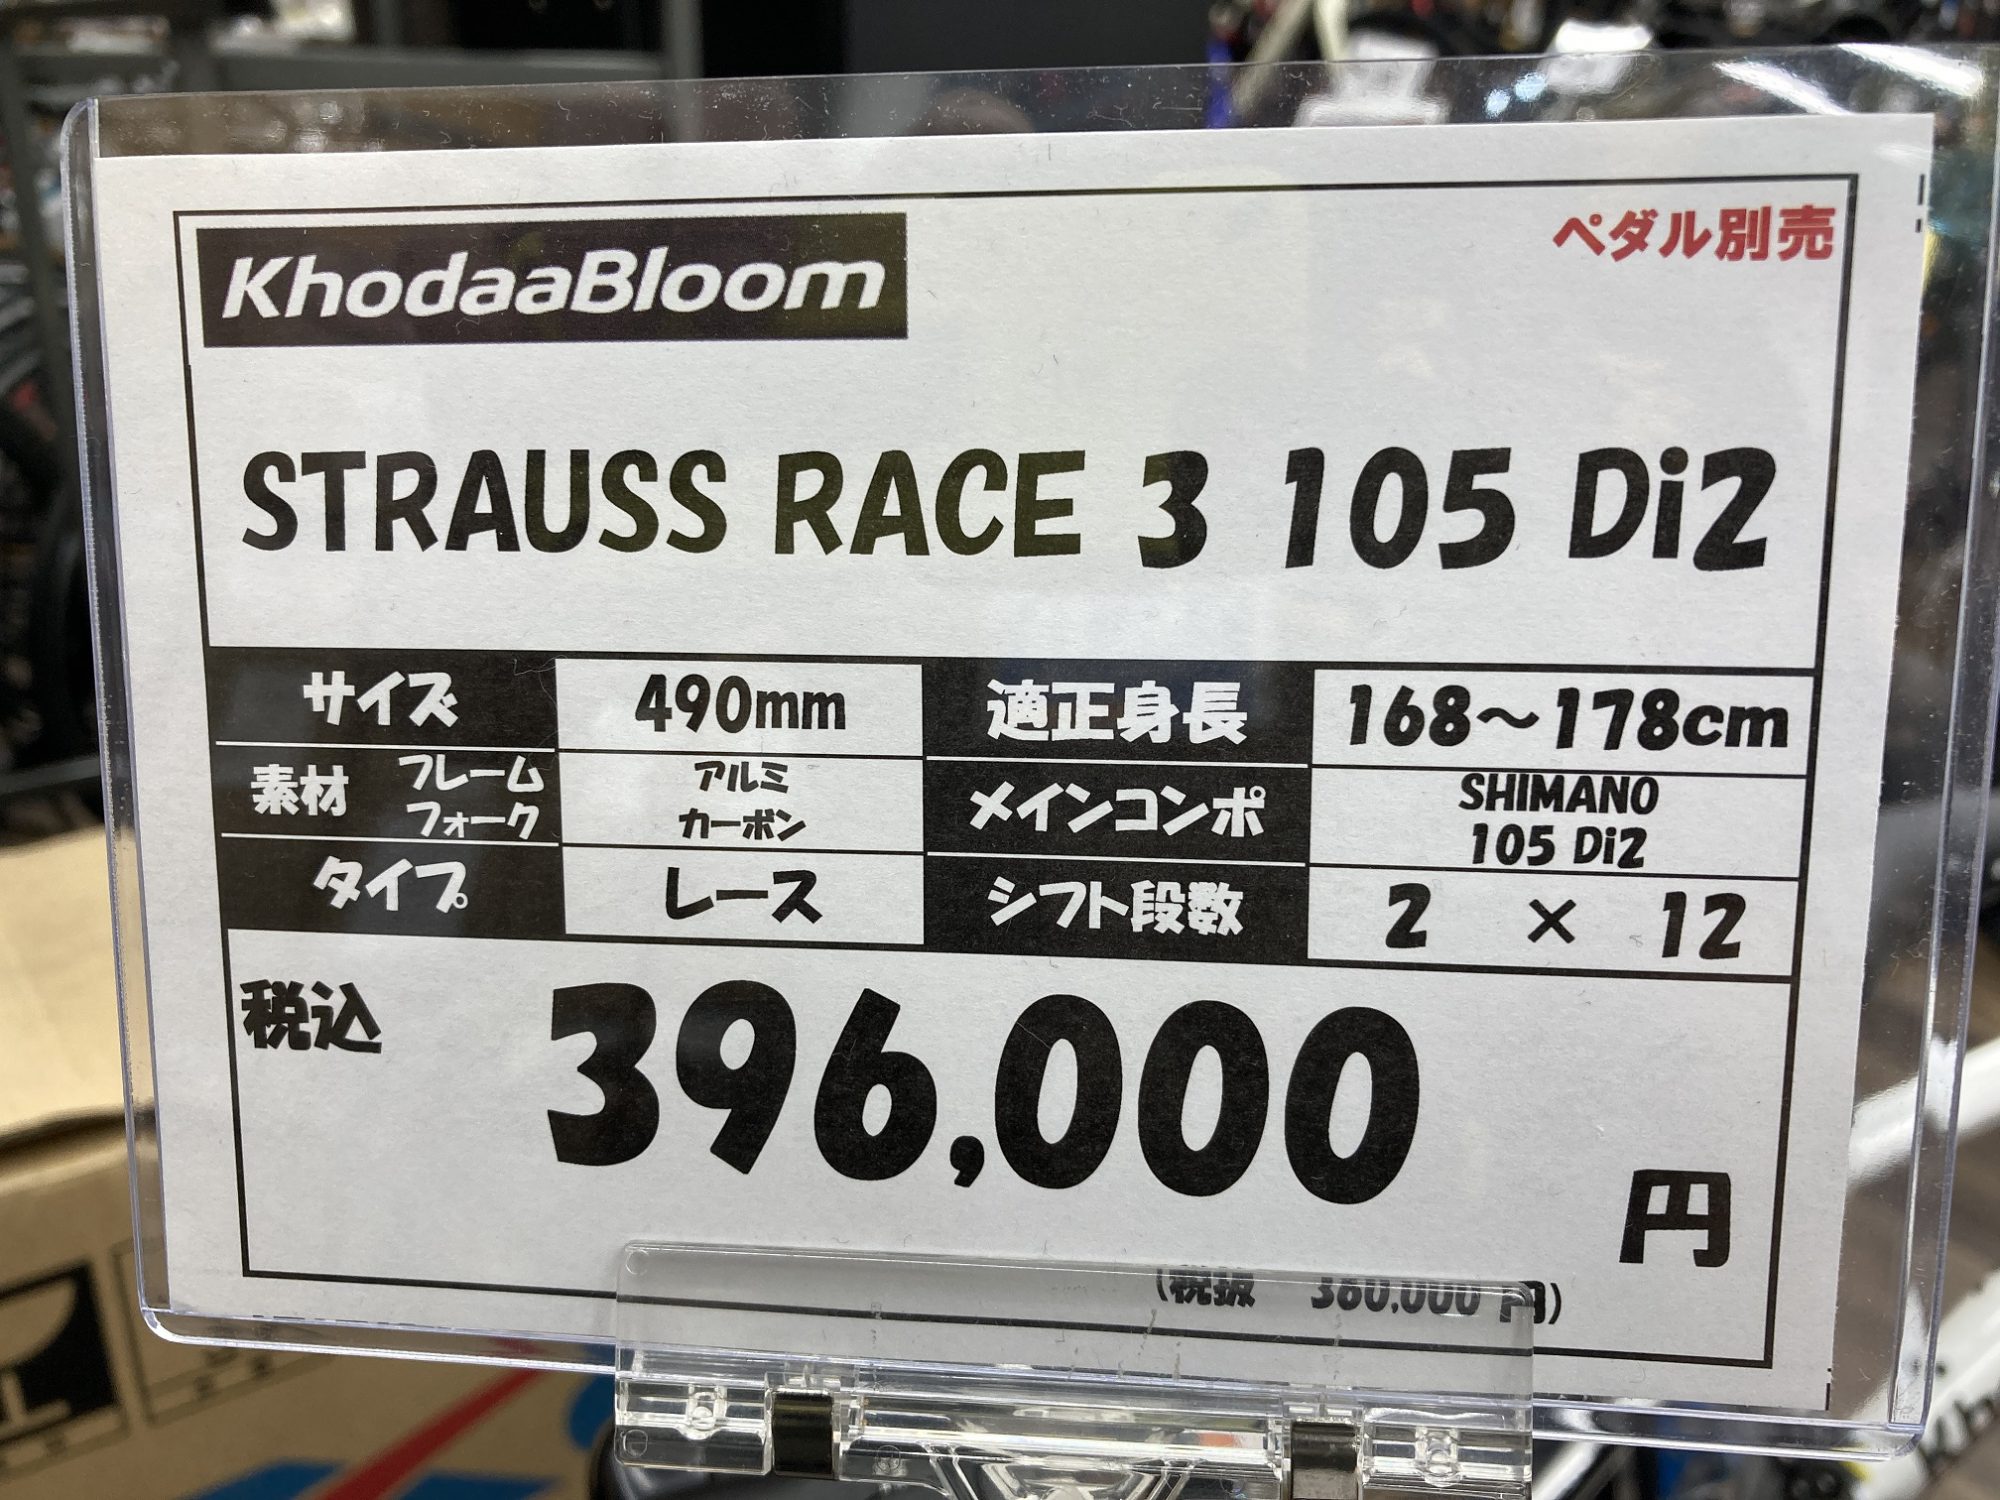 KhodaaBloom
ペダル別売
STRAUSS RACE 3 105 Di2
サイズ 490mm 適正身長 168～178cm
素材 フレーム アルミ メインコンポ SHIMANO
フォーク カーボン 105 Di2
タイプ レース シフト段数 2 × 12
税込 396,000 円
(税抜 360,000 円)